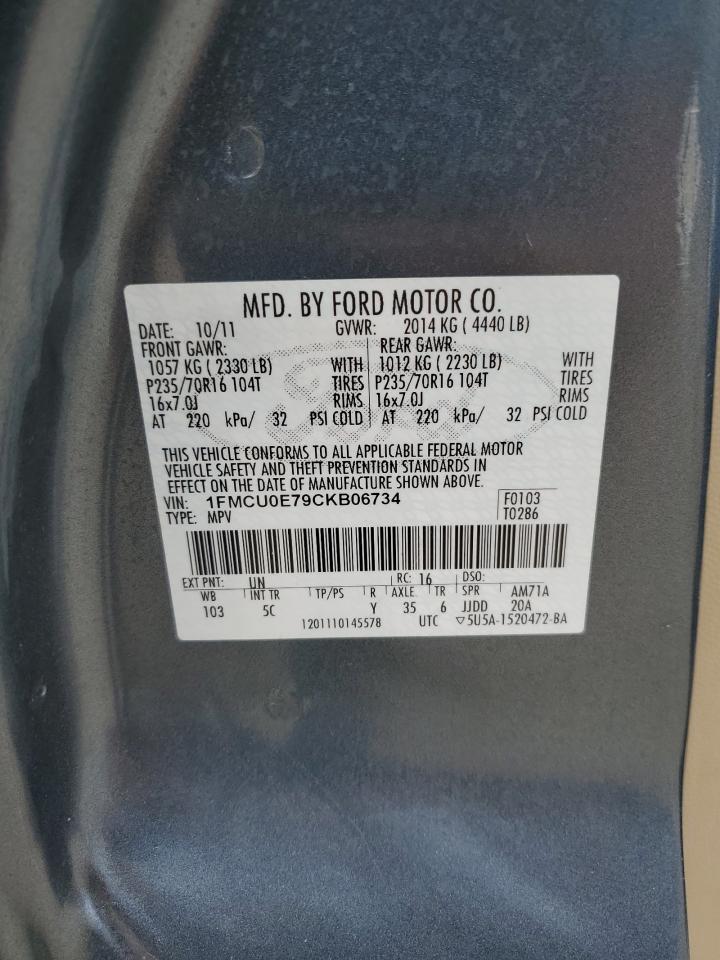 MFD. BY FORD MOTOR CO.
DATE: 10/11 GVWR: 2014 KG ( 4440 LB)
FRONT GAWR: REAR GAWR:
1057 KG ( 2330 LB) WITH 1012 KG ( 2230 LB) WITH
P235/70R16 104T TIRES P235/70R16 104T TIRES
16x7.0J RIMS 16x7.0J RIMS
AT 220 kPa/ 32 PSI COLD AT 220 kPa/ 32 PSI COLD
THIS VEHICLE CONFORMS TO ALL APPLICABLE FEDERAL MOTOR
VEHICLE SAFETY AND THEFT PREVENTION STANDARDS IN
EFFECT ON THE DATE OF MANUFACTURE SHOWN ABOVE.
VIN: 1FMCU0E79CKB06734 F0103
TYPE: MPV T0286
EXT PNT: UN RC: 16 DSO:
WB INT TR TP/PS R AXLE TR SPR AM71A
103 5C Y 35 6 JJDD 20A
1201110145578 UTC ▽5U5A-1520472-BA